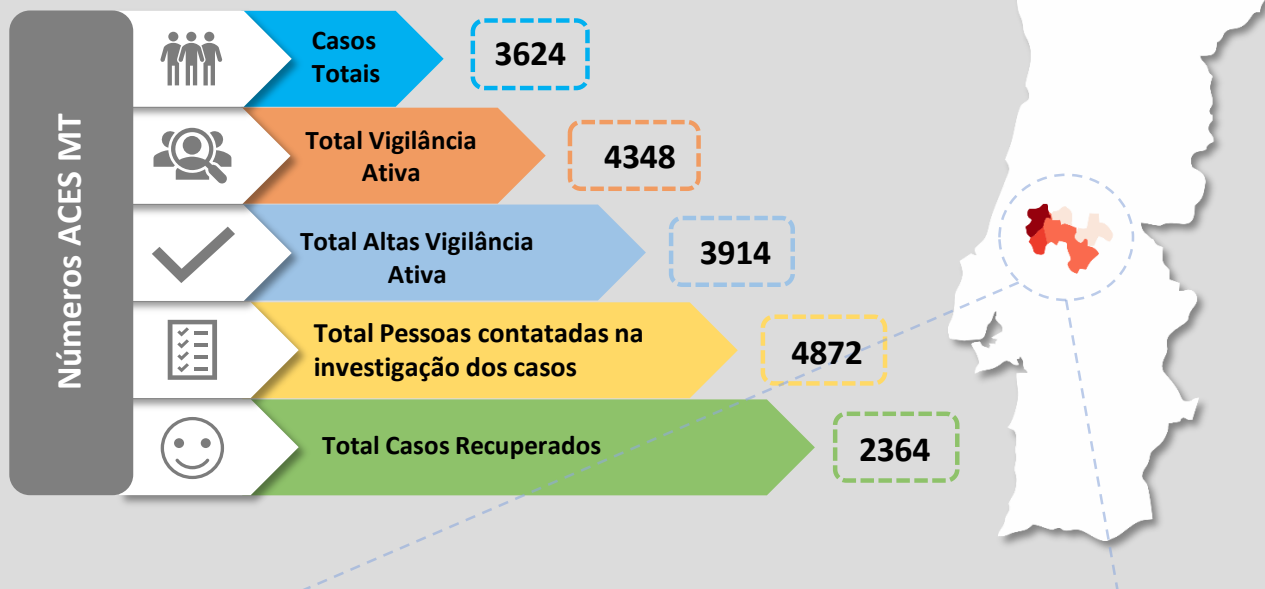 Números ACES MT
Casos
Totais
3624
Total Vigilância
Ativa
4348
Total Altas Vigilância
Ativa
3914
Total Pessoas contatadas na
investigação dos casos
4872
Total Casos Recuperados
2364